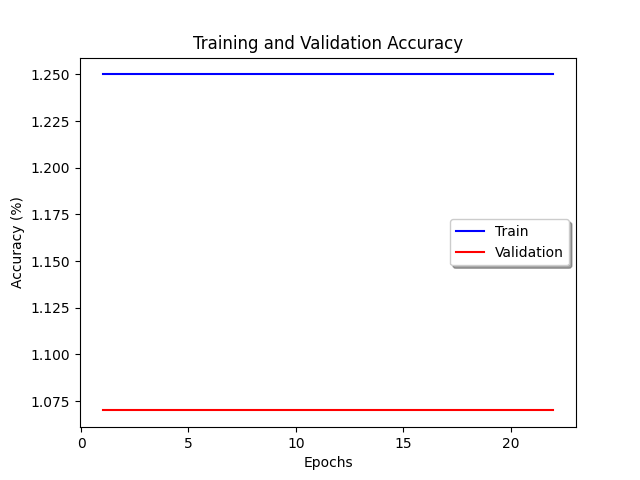 Training and Validation Accuracy
Accuracy (%)
1.250
1.225
1.200
1.175
1.150
1.125
1.100
1.075
Train
Validation
0 5 10 15 20
Epochs